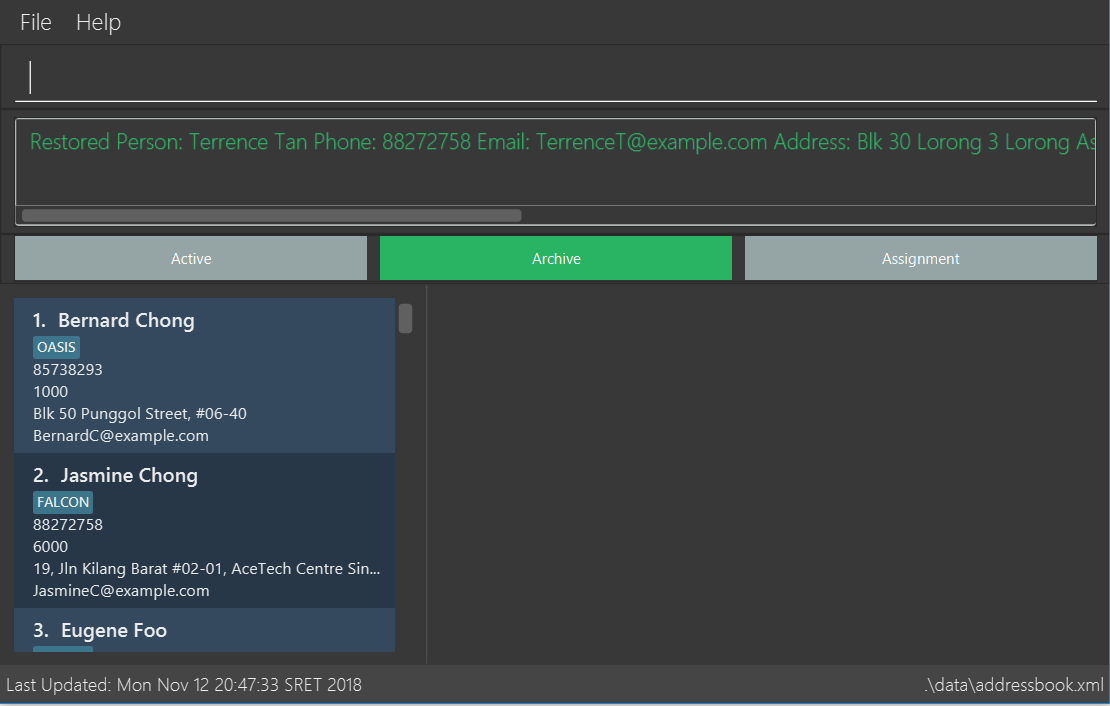 File Help
Restored Person: Terrence Tan Phone: 88272758 Email: TerrenceT@example.com Address: Blk 30 Lorong 3 Lorong As
Active Archive Assignment
1. Bernard Chong
OASIS
85738293
1000
Blk 50 Punggol Street, #06-40
BernardC@example.com
2. Jasmine Chong
FALCON
88272758
6000
19, Jln Kilang Barat #02-01, AceTech Centre Sin...
JasmineC@example.com
3. Eugene Foo
Last Updated: Mon Nov 12 20:47:33 SRET 2018 .\data\addressbook.xml